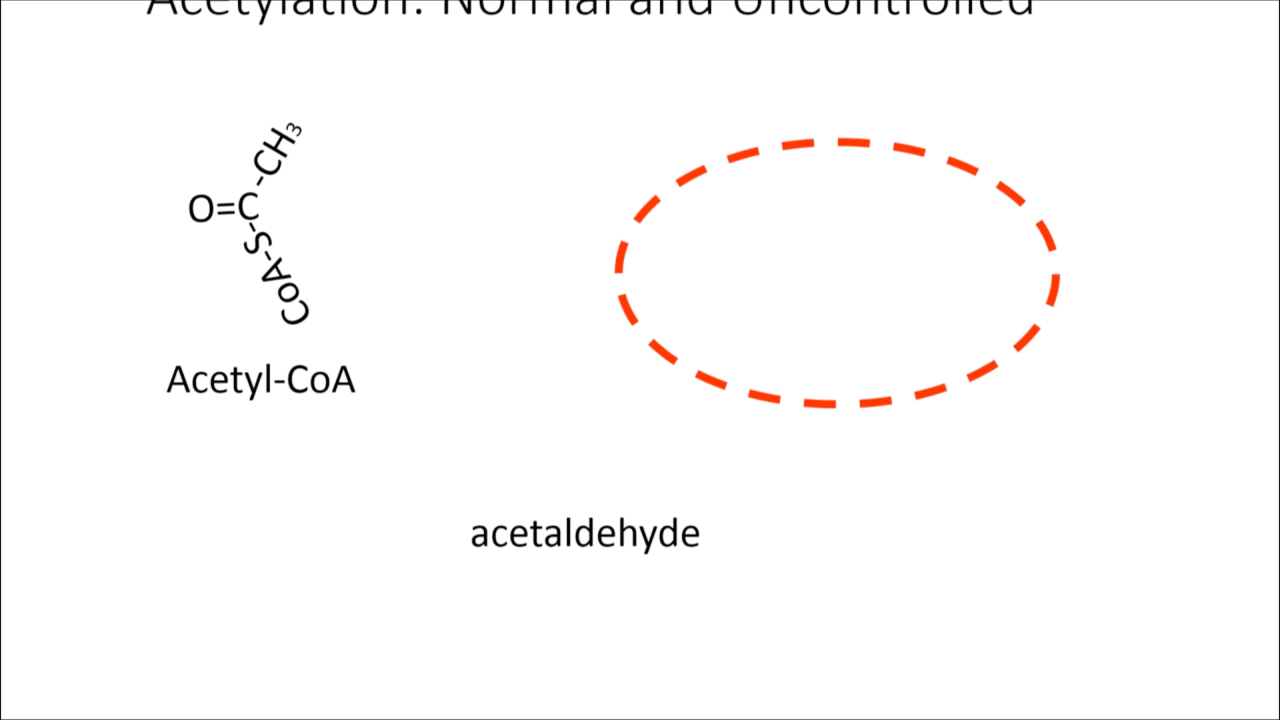 Acetylation: Normal and Uncontrolled
O=C
-CH₃
-S-CoA
Acetyl-CoA
acetaldehyde